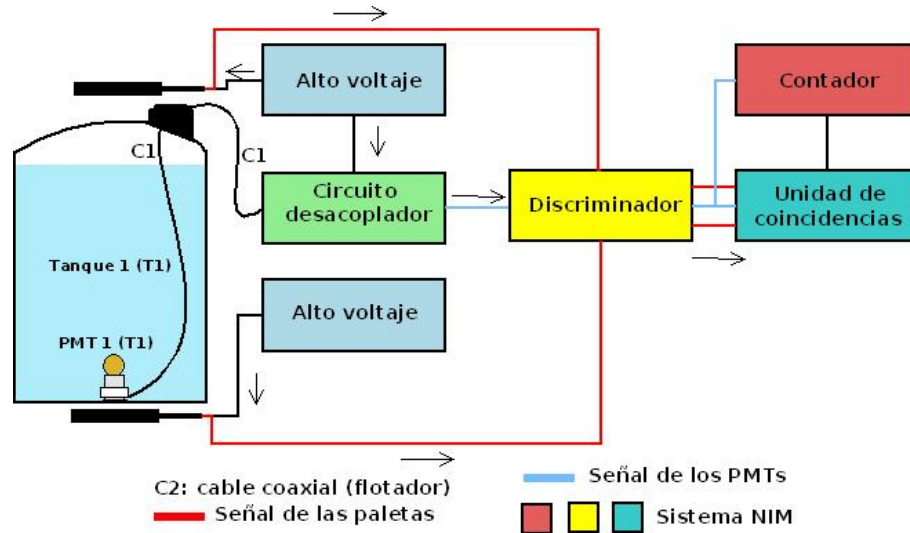 Alto voltaje
Contador
C1
C1
Circuito
desacoplador
Discriminador
Unidad de
coincidencias
Tanque 1 (T1)
Alto voltaje
PMT 1 (T1)
C2: cable coaxial (flotador)
Señal de los PMTs
Señal de las paletas
Sistema NIM